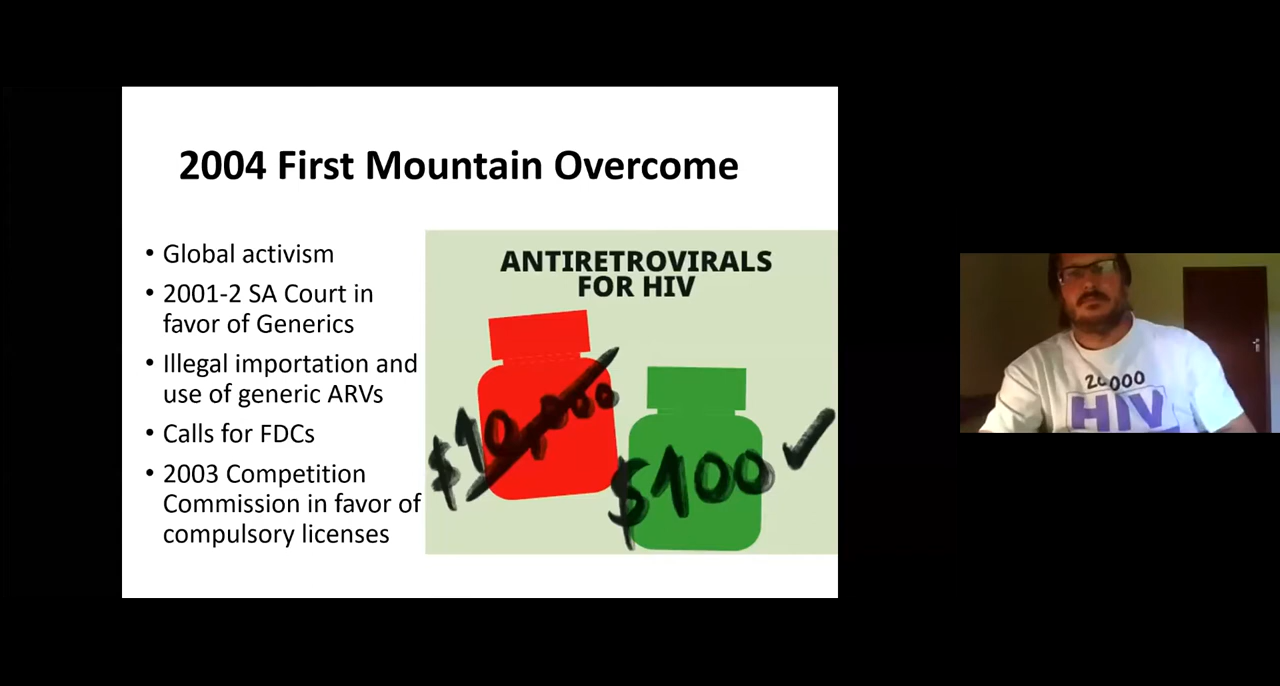 2004 First Mountain Overcome
• Global activism
• 2001-2 SA Court in
favor of Generics
• Illegal importation and
use of generic ARVs
• Calls for FDCs
• 2003 Competition
Commission in favor of
compulsory licenses
ANTIRETROVIRALS
FOR HIV
$10,000
$100
20,000
HIV